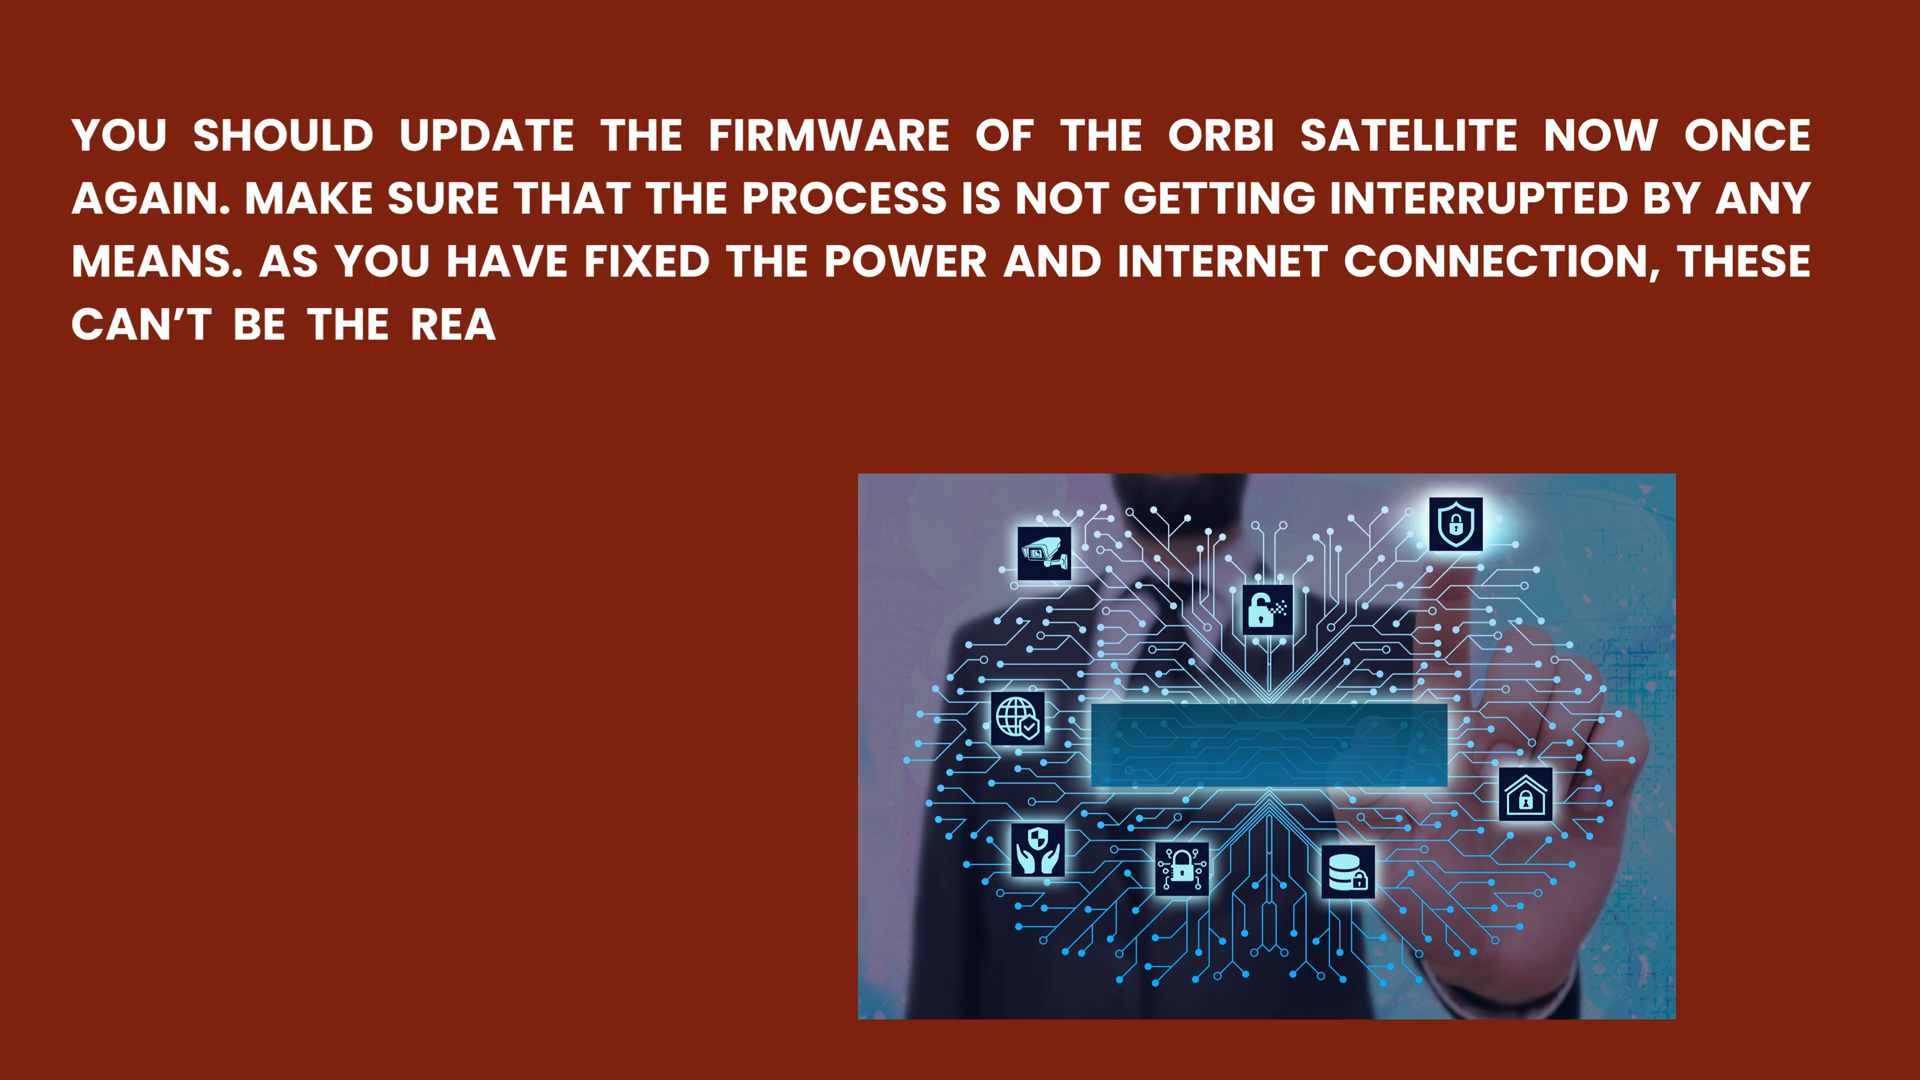 YOU SHOULD UPDATE THE FIRMWARE OF THE ORBI SATELLITE NOW ONCE
AGAIN. MAKE SURE THAT THE PROCESS IS NOT GETTING INTERRUPTED BY ANY
MEANS. AS YOU HAVE FIXED THE POWER AND INTERNET CONNECTION, THESE
CAN’T BE THE REA